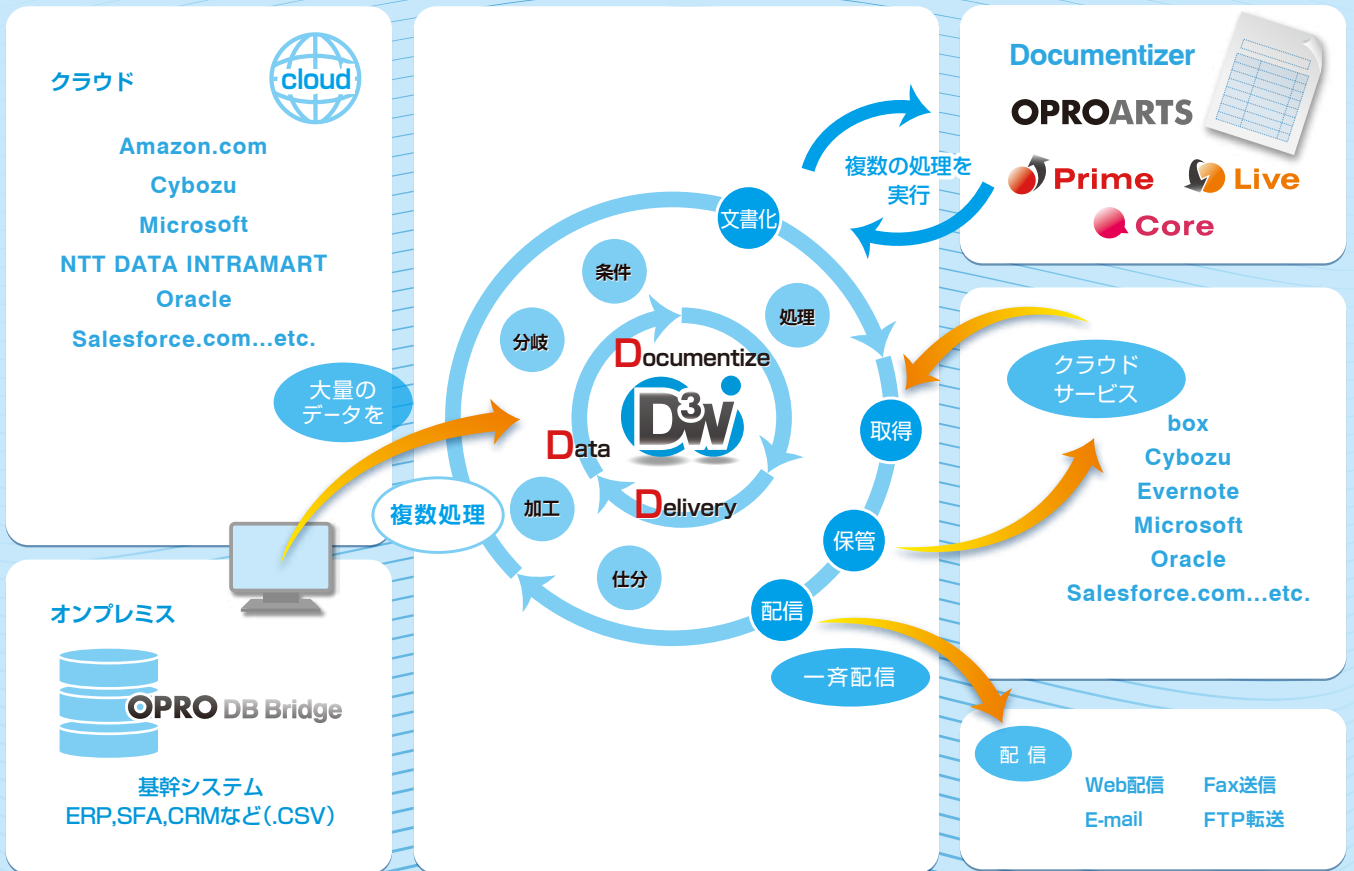 クラウド
cloud
Amazon.com
Cybozu
Microsoft
NTT DATA INTRAMART
Oracle
Salesforce.com...etc.
大量の
データを
オンプレミス
OPRO DB Bridge
基幹システム
ERP,SFA,CRMなど(.CSV)
複数の処理を
実行
文書化
条件
処理
分岐
Documentize
D3W
取得
Data
複数処理
加工
Delivery
保管
仕分
配信
一斉配信
Documentizer
OPROARTS
Prime
Live
Core
クラウド
サービス
box
Cybozu
Evernote
Microsoft
Oracle
Salesforce.com...etc.
配 信
Web配信 Fax送信
E-mail FTP転送